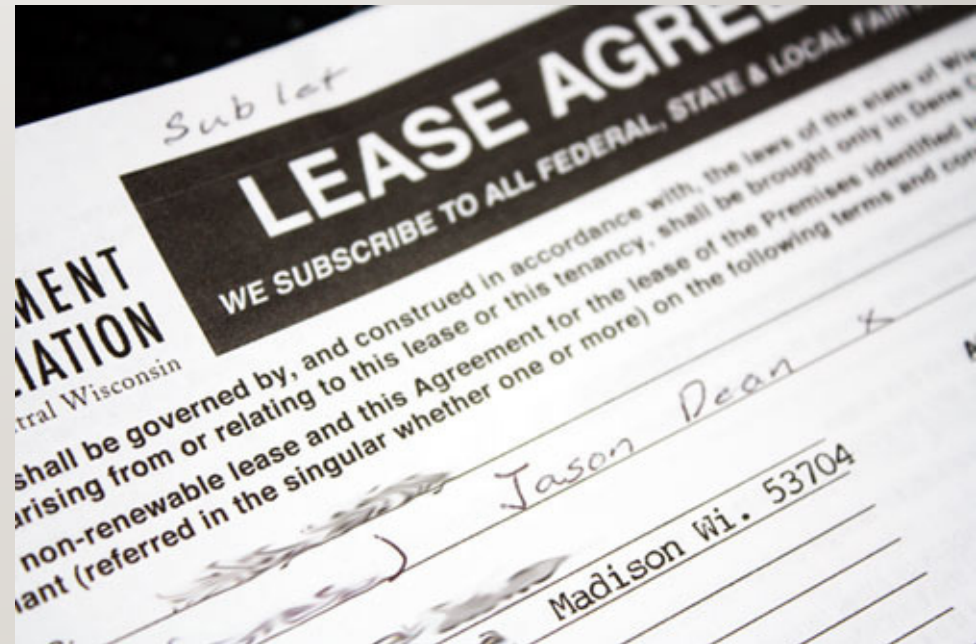 Sublet
LEASE AGREE
WE SUBSCRIBE TO ALL FEDERAL, STATE & LOCAL FAIR
MENT
IATION
tral Wisconsin
shall be governed by, and construed in accordance with, the laws of the state of Wis
arising from or relating to this lease or this tenancy, shall be brought only in Dane
non-renewable lease and this Agreement for the lease of the Premises identified
ant (referred in the singular whether one or more) on the following terms and con
) Jason Dean &
Madison Wi. 53704